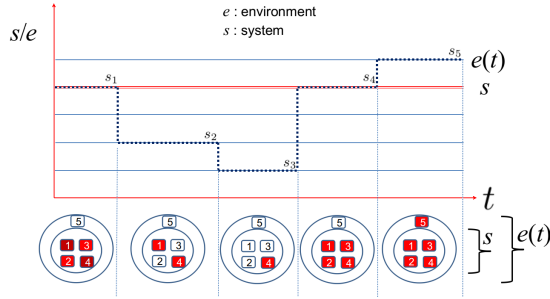 e : environment
s : system
s/e
s₁
s₂
s₃
s₄
s₅
e(t)
s
t
5
1 3
2 4
5
1 3
2 4
5
1 3
2 4
5
1 3
2 4
5
1 3
2 4
s
e(t)